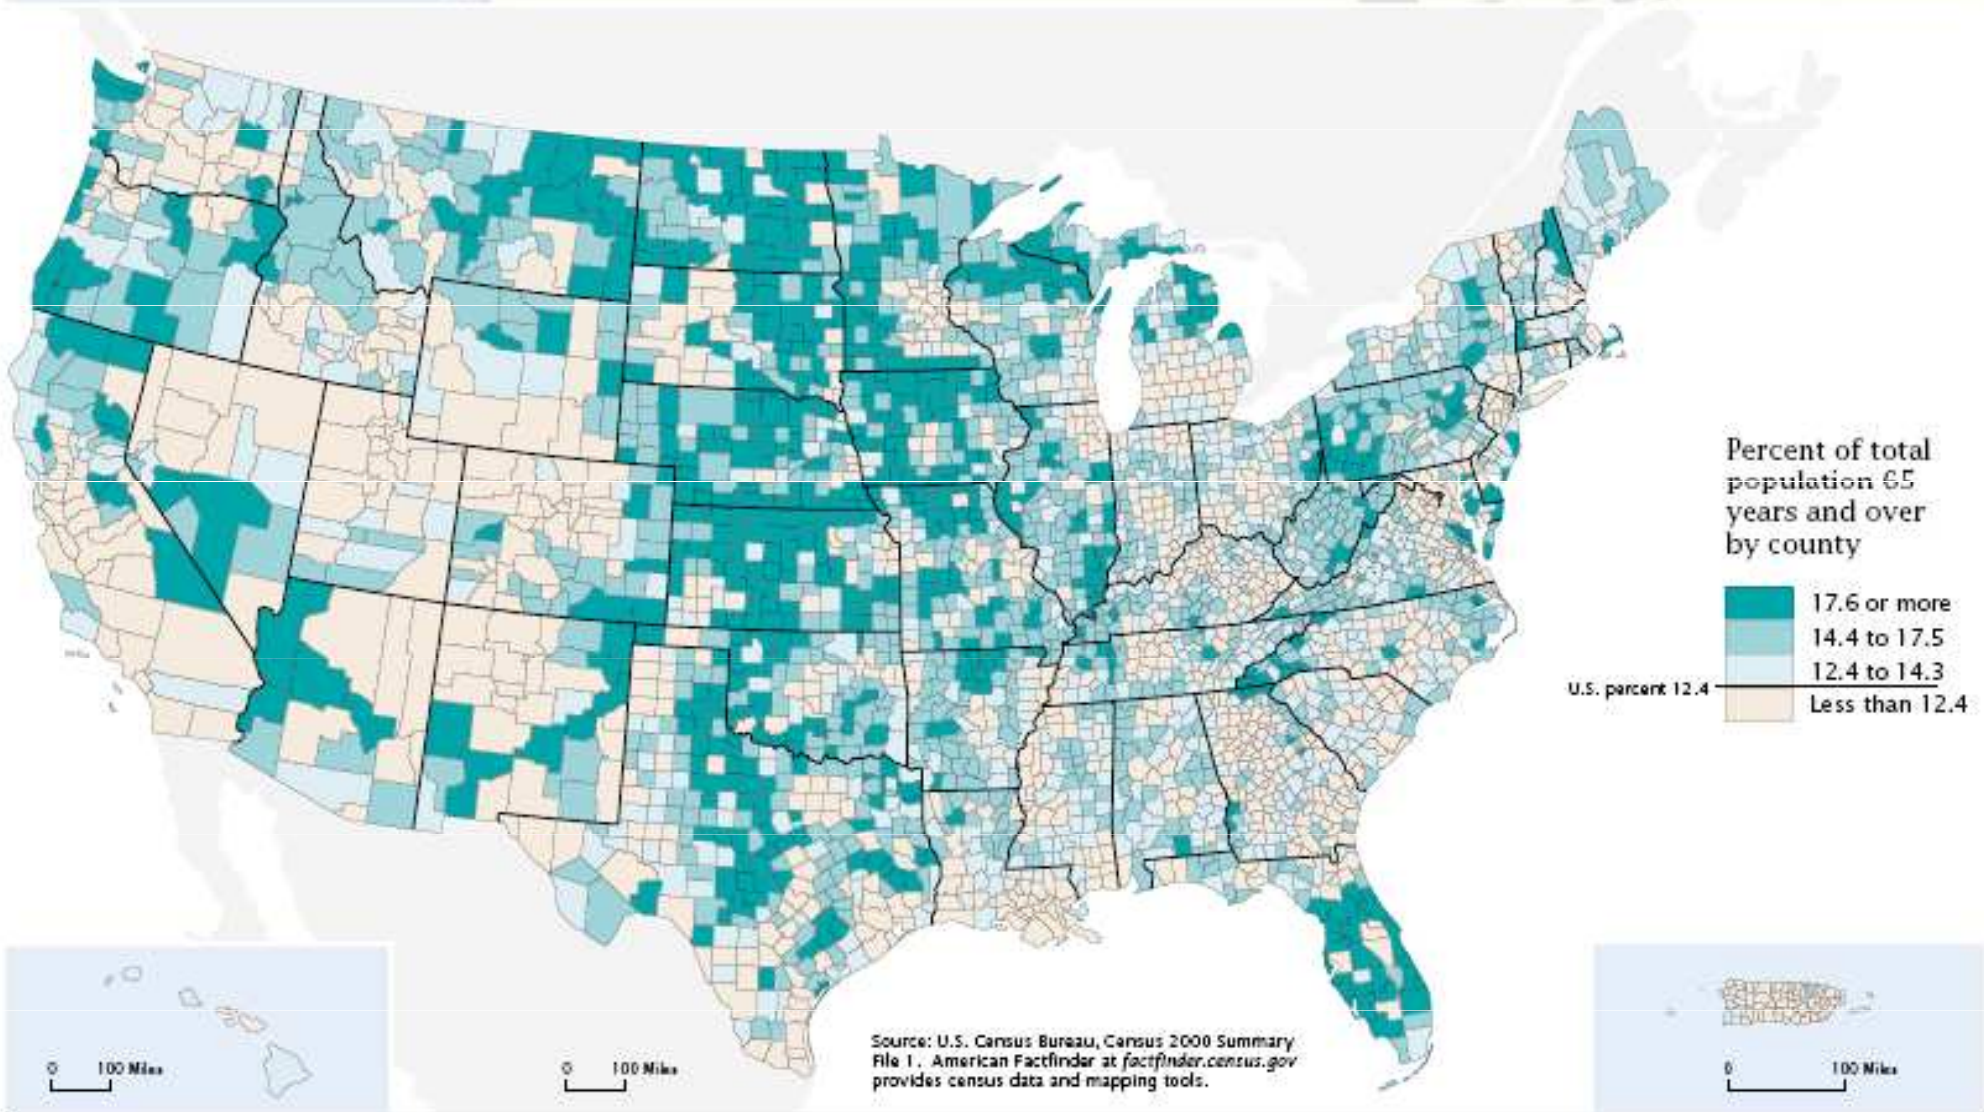 Percent of total
population 65
years and over
by county
17.6 or more
14.4 to 17.5
12.4 to 14.3
U.S. percent 12.4
Less than 12.4
0 100 Miles
0 100 Miles
Source: U.S. Census Bureau, Census 2000 Summary
File 1. American Factfinder at factfinder.census.gov
provides census data and mapping tools.
0 100 Miles